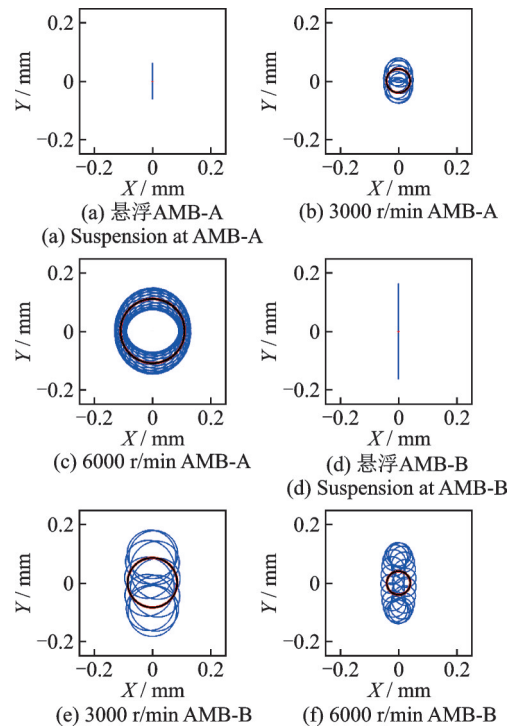 0.2
0
−0.2
Y / mm
−0.2 0 0.2
X / mm
(a) 悬浮AMB-A
(a) Suspension at AMB-A
0.2
0
−0.2
Y / mm
−0.2 0 0.2
X / mm
(b) 3000 r/min AMB-A
0.2
0
−0.2
Y / mm
−0.2 0 0.2
X / mm
(c) 6000 r/min AMB-A
0.2
0
−0.2
Y / mm
−0.2 0 0.2
X / mm
(d) 悬浮AMB-B
(d) Suspension at AMB-B
0.2
0
−0.2
Y / mm
−0.2 0 0.2
X / mm
(e) 3000 r/min AMB-B
0.2
0
−0.2
Y / mm
−0.2 0 0.2
X / mm
(f) 6000 r/min AMB-B